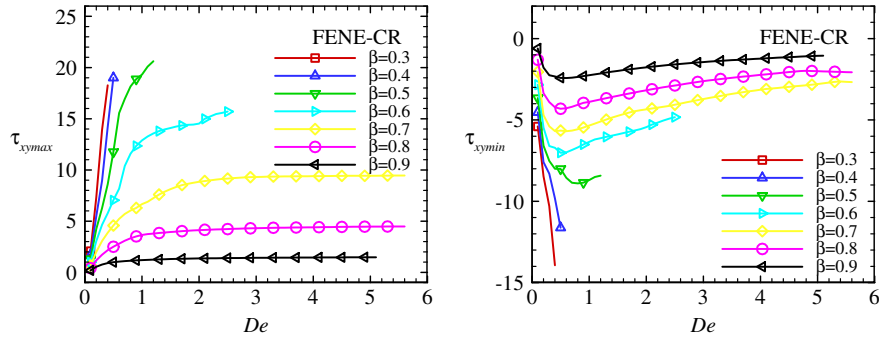 FENE-CR
β=0.3
β=0.4
β=0.5
β=0.6
β=0.7
β=0.8
β=0.9
τxymax
25
20
15
10
5
0
0 1 2 3 4 5 6
De
FENE-CR
β=0.3
β=0.4
β=0.5
β=0.6
β=0.7
β=0.8
β=0.9
τxymin
0
-5
-10
-15
0 1 2 3 4 5 6
De